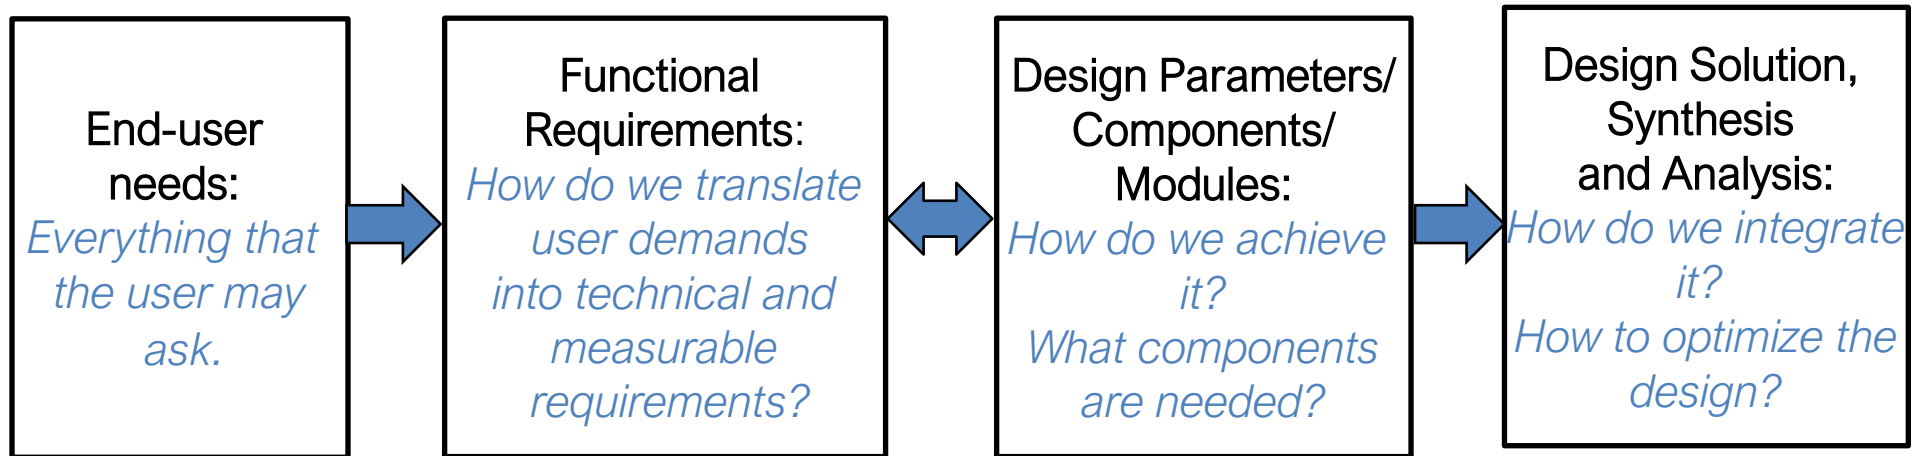 End-user
needs:
Everything that
the user may
ask.
Functional
Requirements:
How do we translate
user demands
into technical and
measurable
requirements?
Design Parameters/
Components/
Modules:
How do we achieve
it?
What components
are needed?
Design Solution,
Synthesis
and Analysis:
How do we integrate
it?
How to optimize the
design?